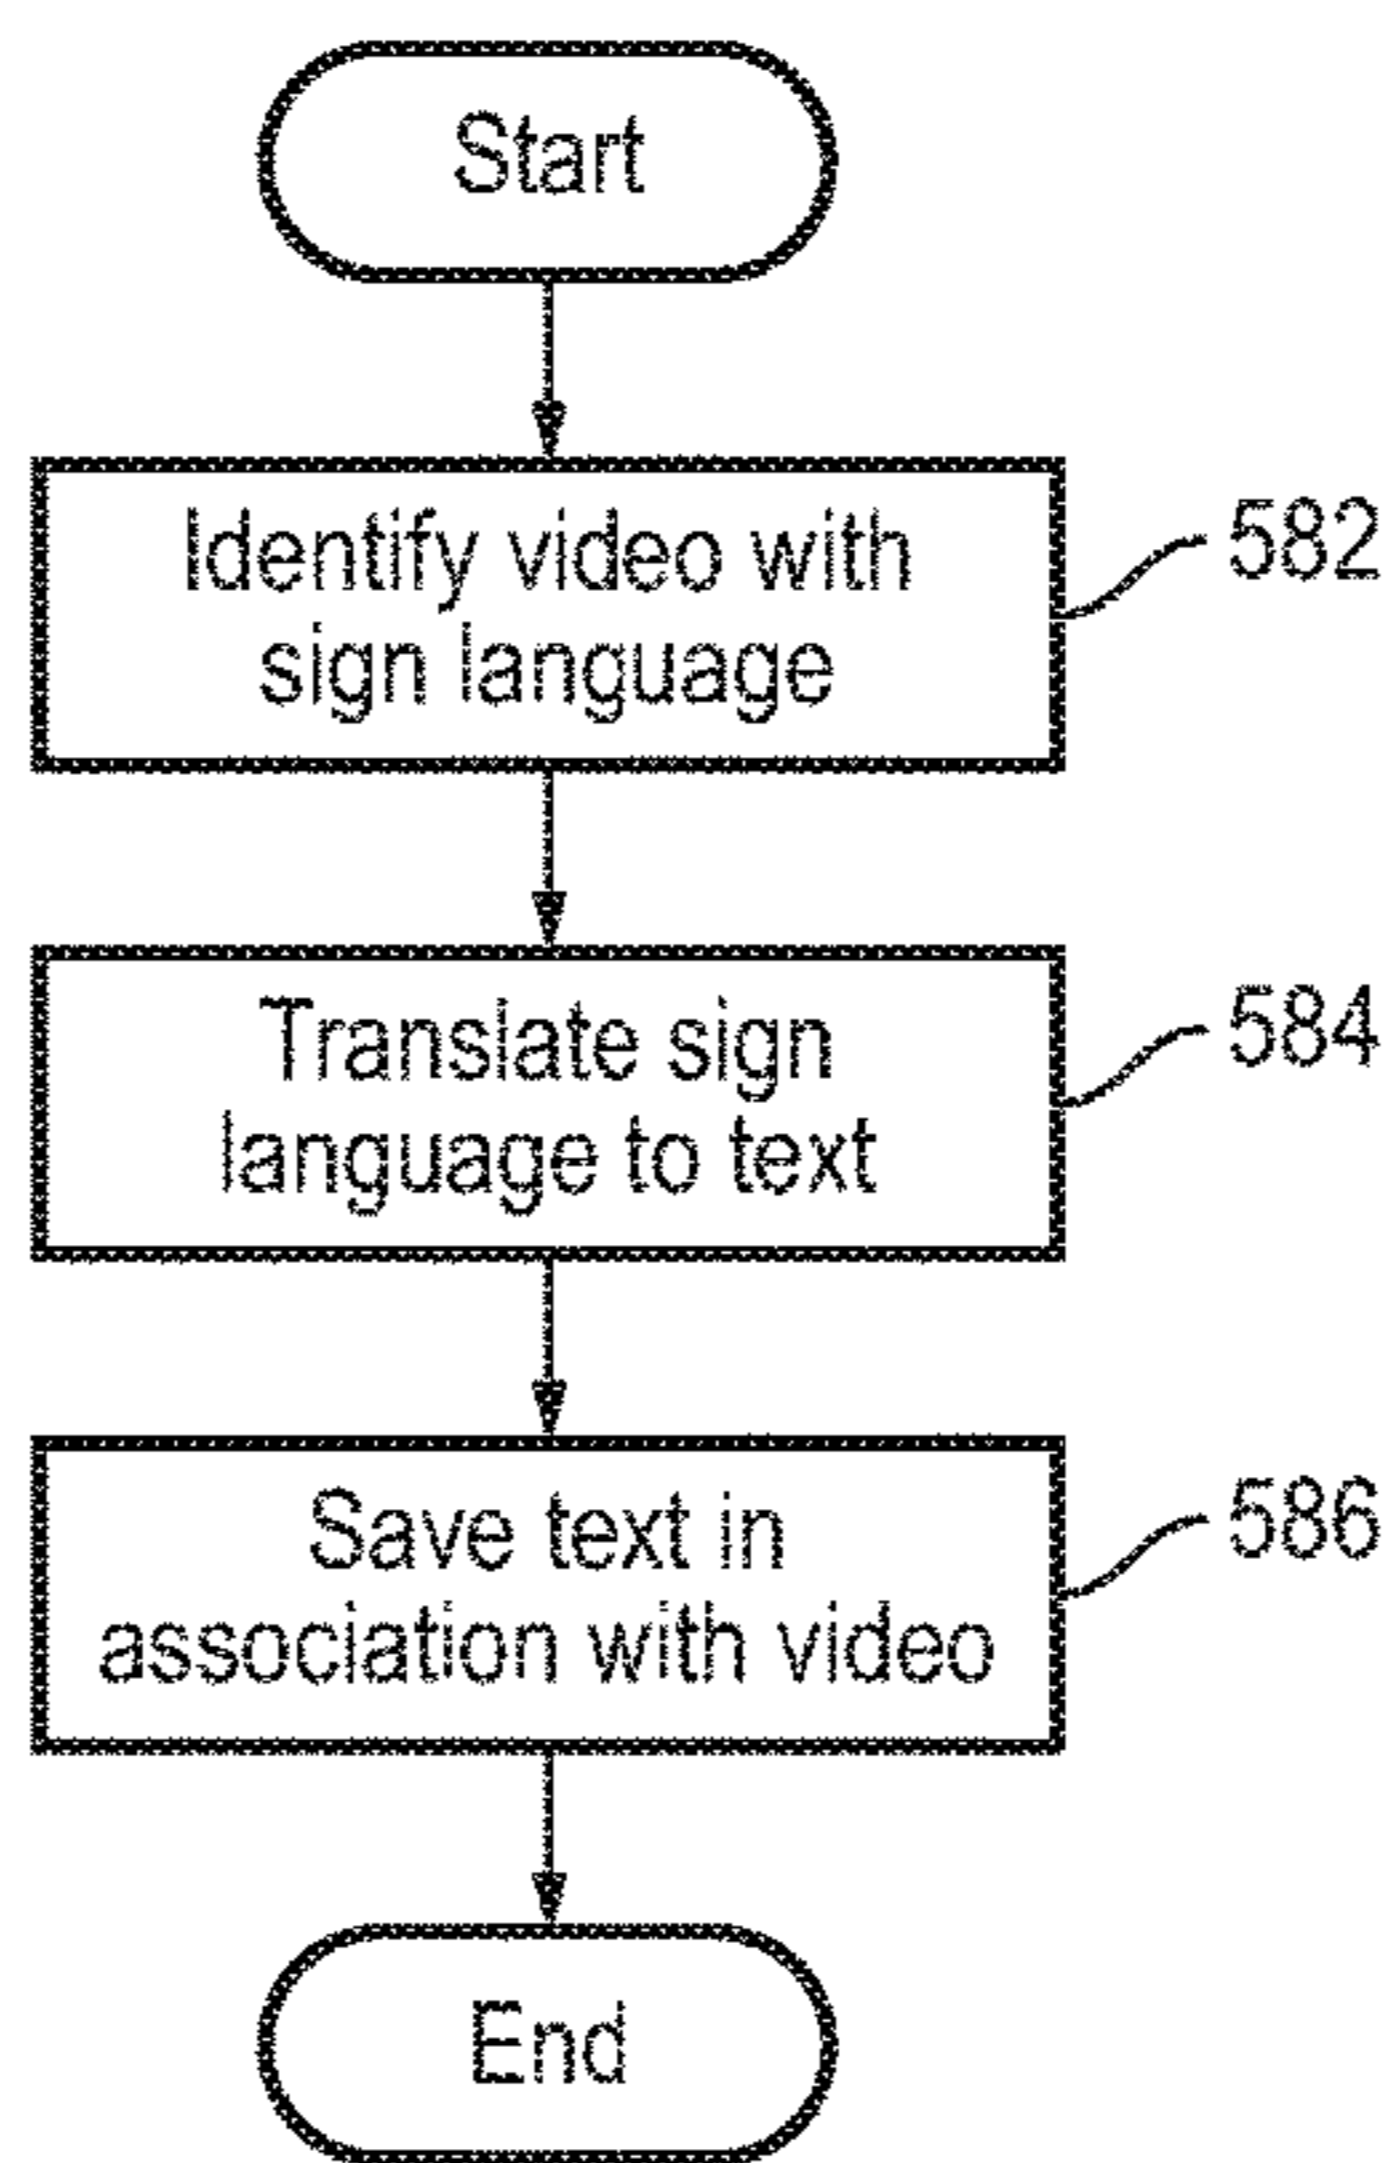 Start
Identify video with
sign language
582
Translate sign
language to text
584
Save text in
association with video
586
End